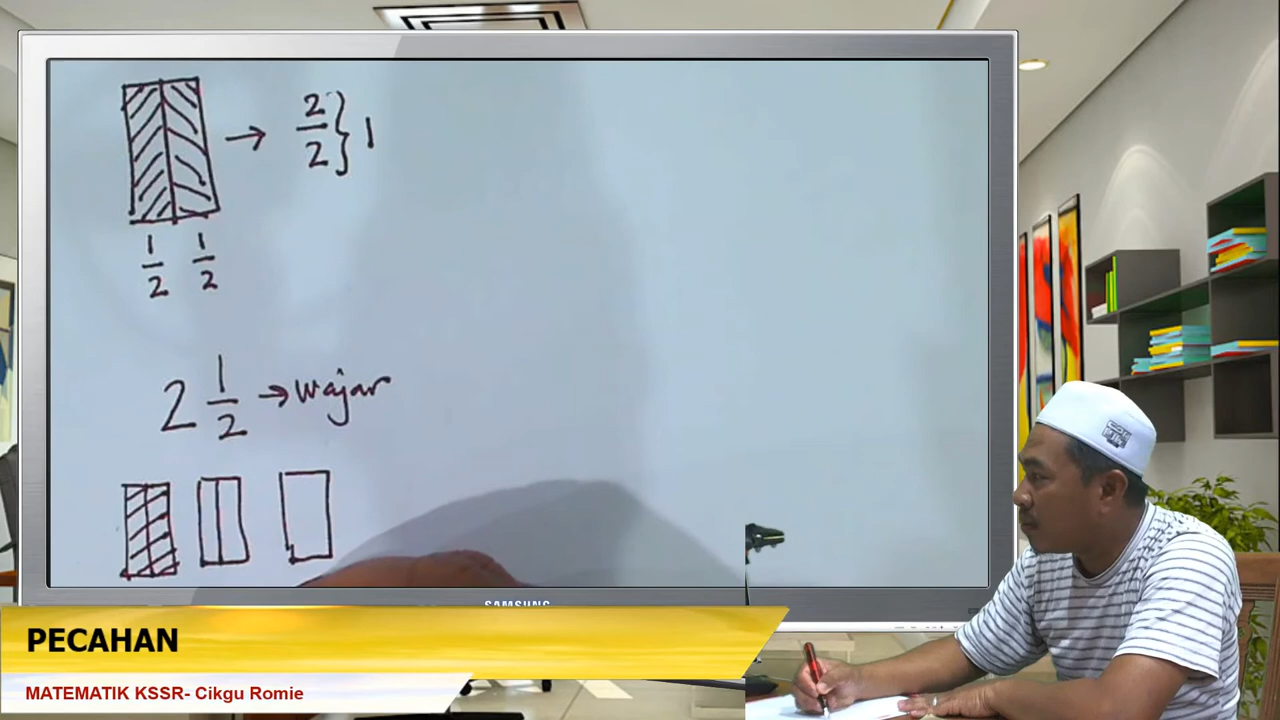 → 2/2 } 1
1/2 1/2
2 1/2 → wajar
SAMSUNG
PECAHAN
MATEMATIK KSSR- Cikgu Romie